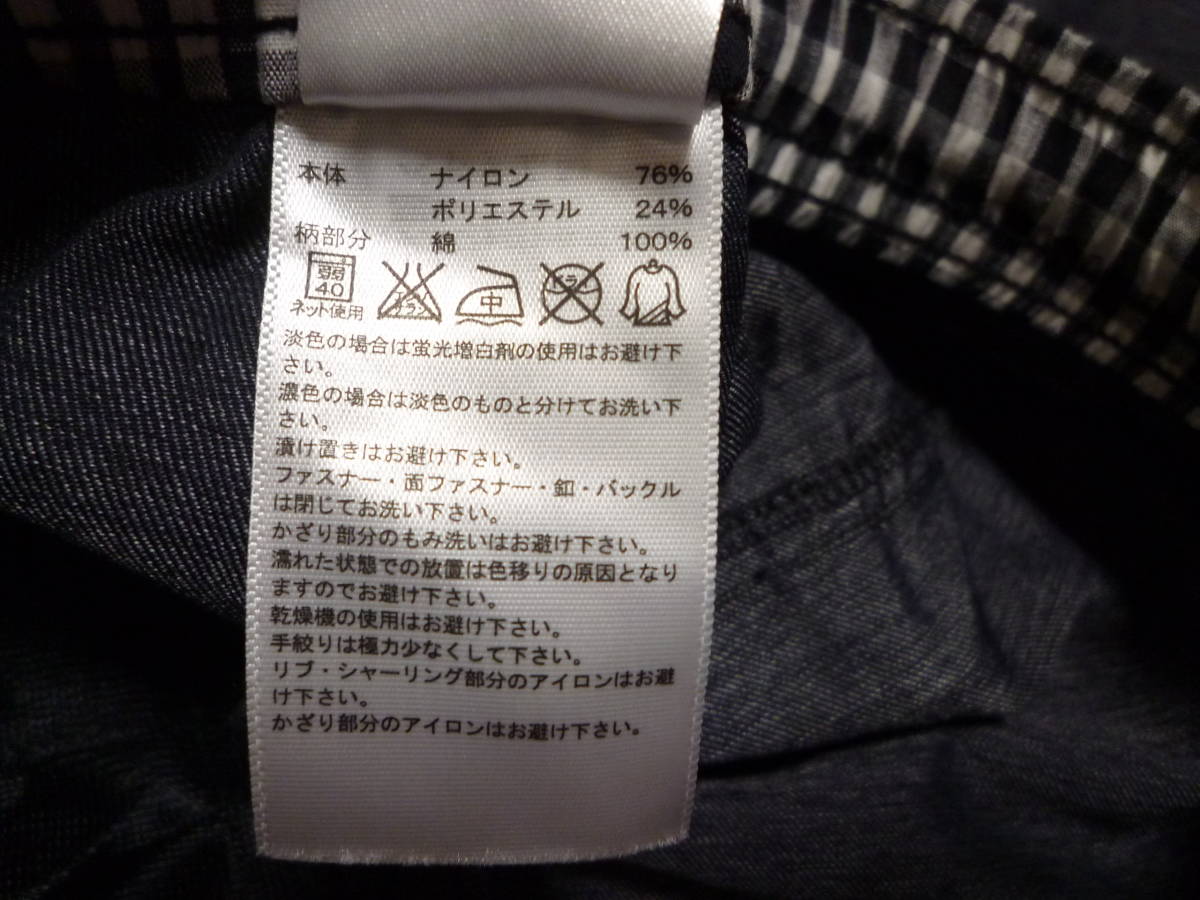 本体 ナイロン 76%
ポリエステル 24%
柄部分 綿 100%
弱 中 ドライ
40 エンソサラシ
ネット使用
淡色の場合は蛍光増白剤の使用はお避け下
さい。
濃色の場合は淡色のものと分けてお洗い下
さい。
漬け置きはお避け下さい。
ファスナー・面ファスナー・釦・バックル
は閉じてお洗い下さい。
かざり部分のもみ洗いはお避け下さい。
濡れた状態での放置は色移りの原因となり
ますのでお避け下さい。
乾燥機の使用はお避け下さい。
手絞りは極力少なくして下さい。
リブ・シャーリング部分のアイロンはお避
け下さい。
かざり部分のアイロンはお避け下さい。